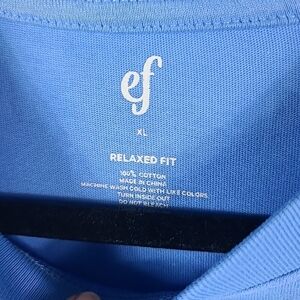 ef
XL
RELAXED FIT
100% COTTON
MADE IN CHINA
MACHINE WASH COLD WITH LIKE COLORS
TURN INSIDE OUT
DO NOT BLEACH